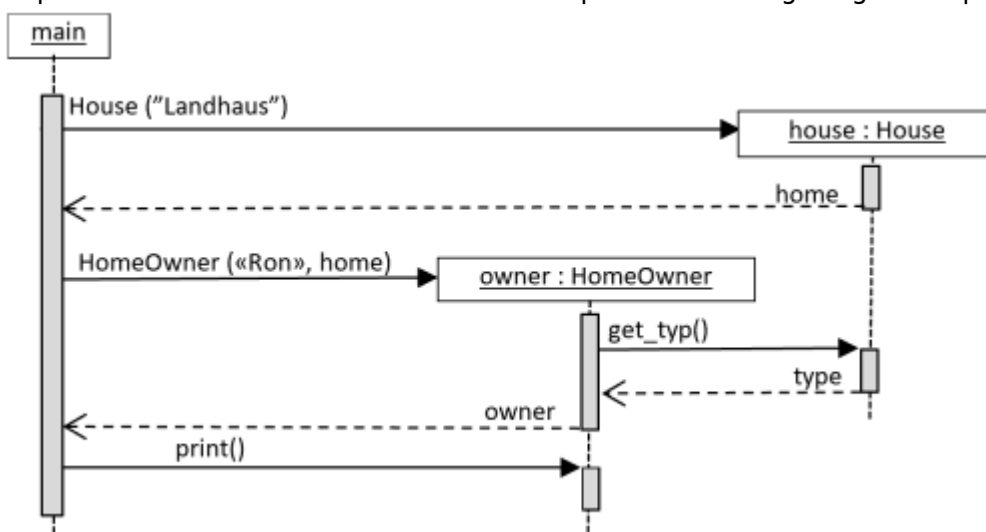 main
House (”Landhaus”)
house : House
home
HomeOwner («Ron», home)
owner : HomeOwner
get_typ()
type
owner
print()